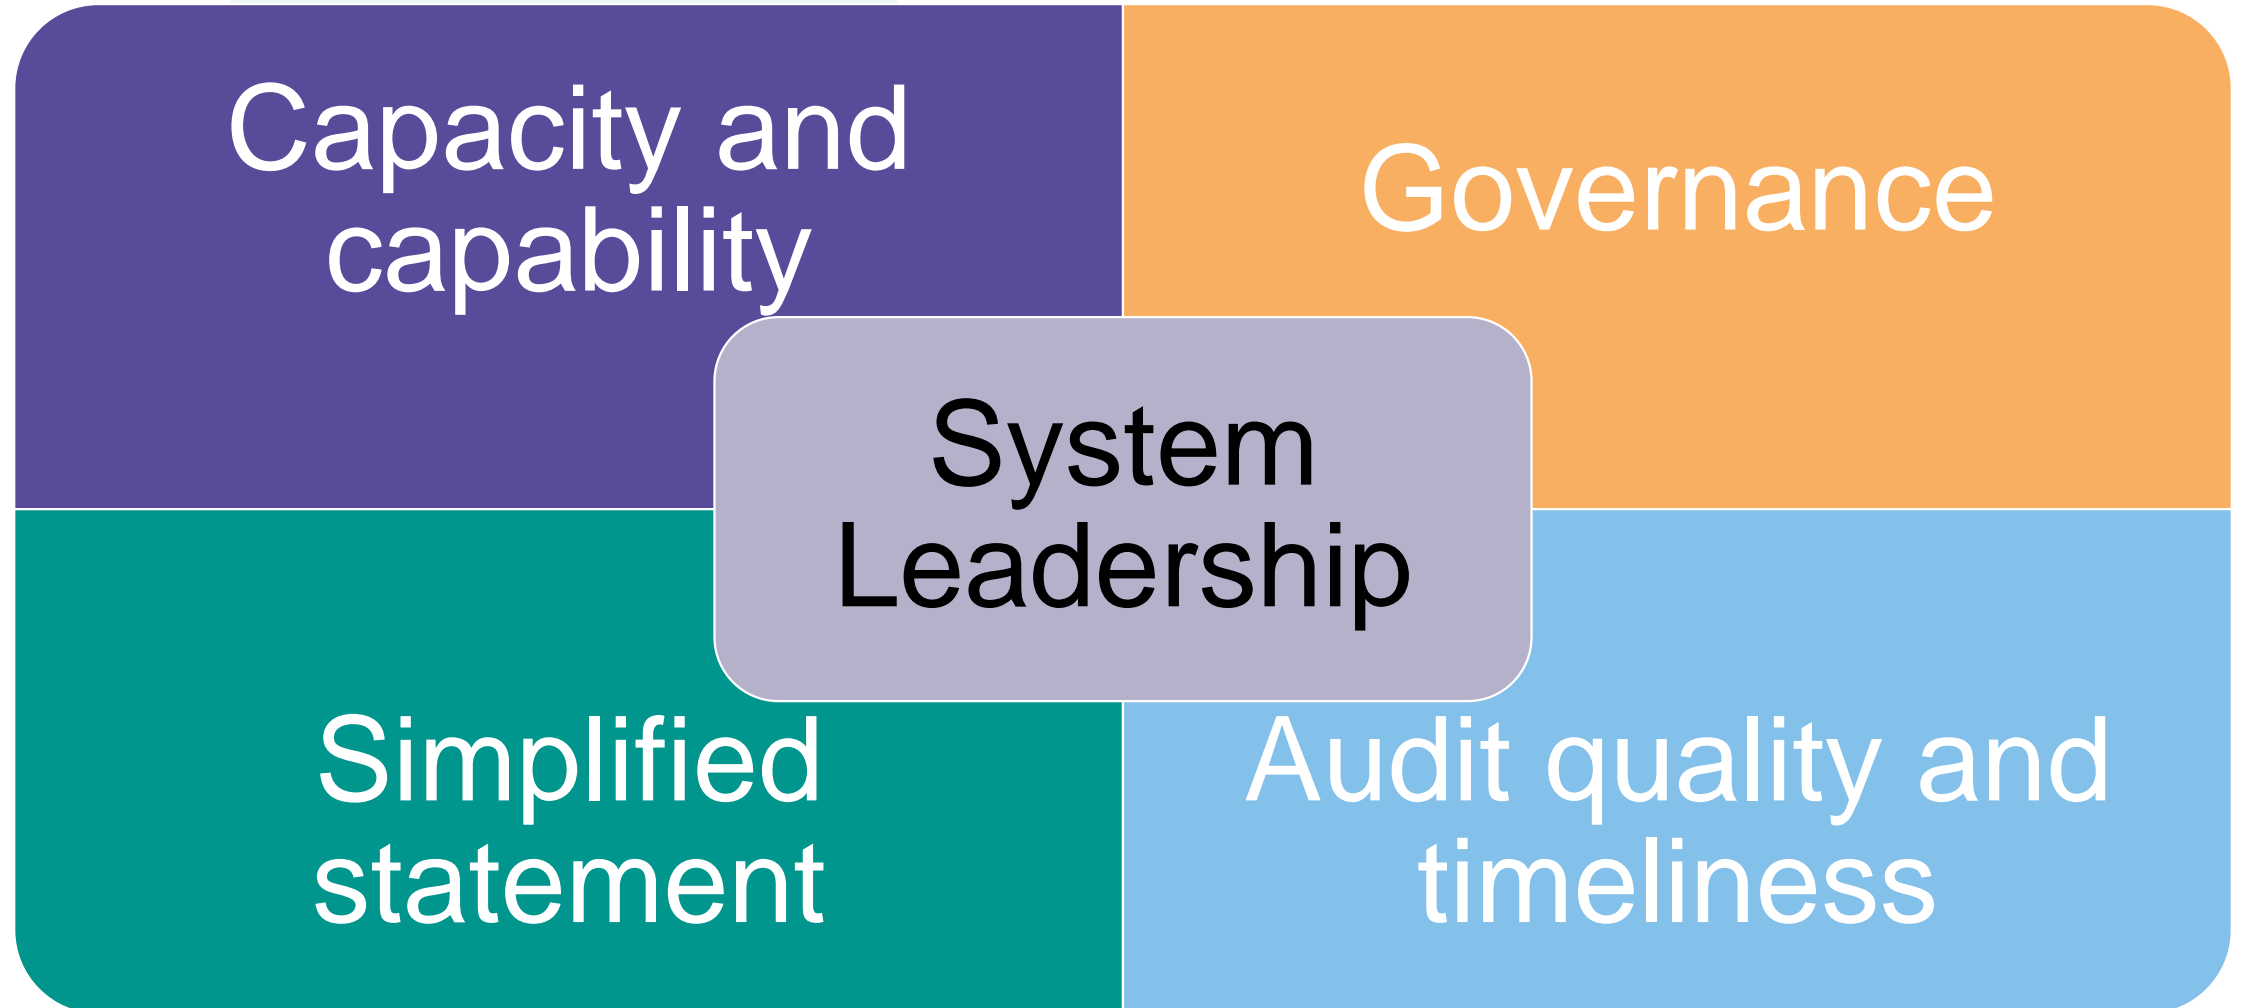 Capacity and
capability
Governance
System
Leadership
Simplified
statement
Audit quality and
timeliness